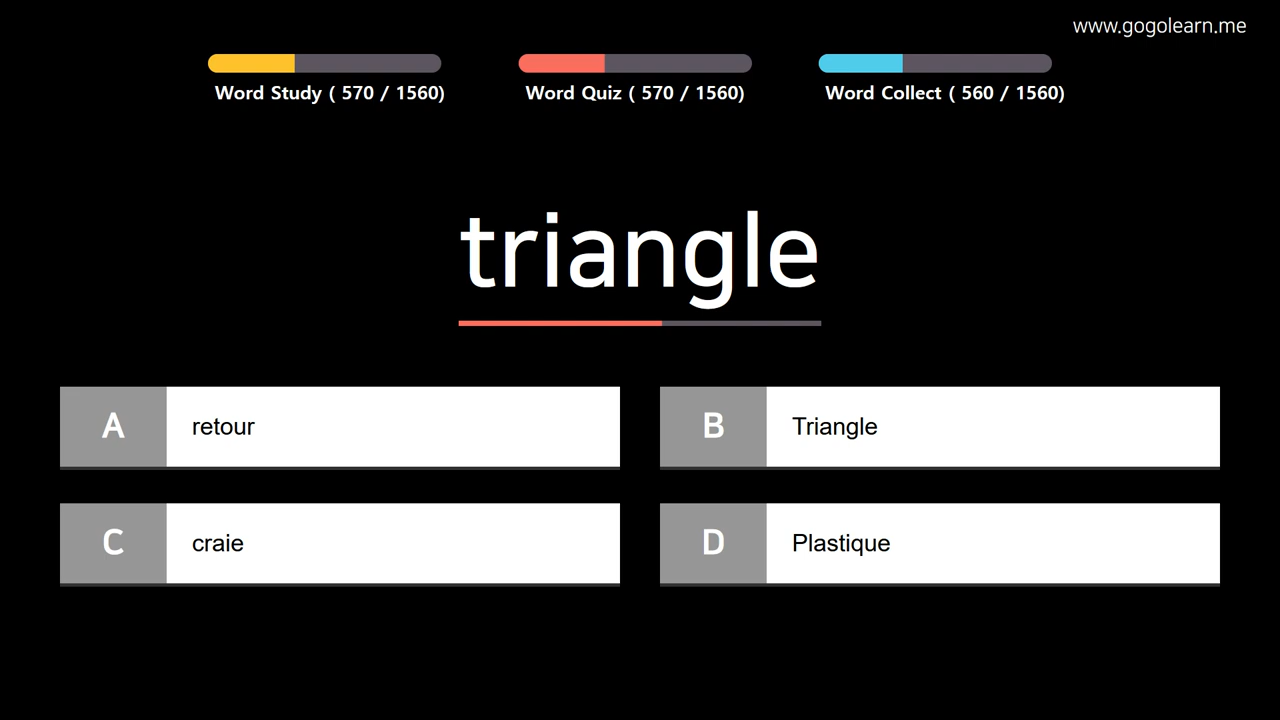 www.gogolearn.me
Word Study ( 570 / 1560)
Word Quiz ( 570 / 1560)
Word Collect ( 560 / 1560)
triangle
A retour
B Triangle
C craie
D Plastique